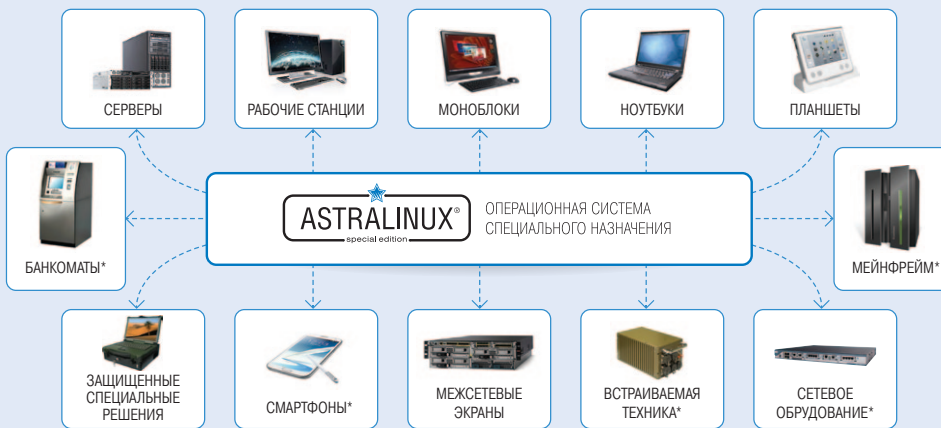 СЕРВЕРЫ
РАБОЧИЕ СТАНЦИИ
МОНОБЛОКИ
НОУТБУКИ
ПЛАНШЕТЫ
БАНКОМАТЫ*
ASTRALINUX®
special edition
ОПЕРАЦИОННАЯ СИСТЕМА
СПЕЦИАЛЬНОГО НАЗНАЧЕНИЯ
МЕЙНФРЕЙМ*
ЗАЩИЩЕННЫЕ
СПЕЦИАЛЬНЫЕ
РЕШЕНИЯ
СМАРТФОНЫ*
МЕЖСЕТЕВЫЕ
ЭКРАНЫ
ВСТРАИВАЕМАЯ
ТЕХНИКА*
СЕТЕВОЕ
ОБРУДОВАНИЕ*